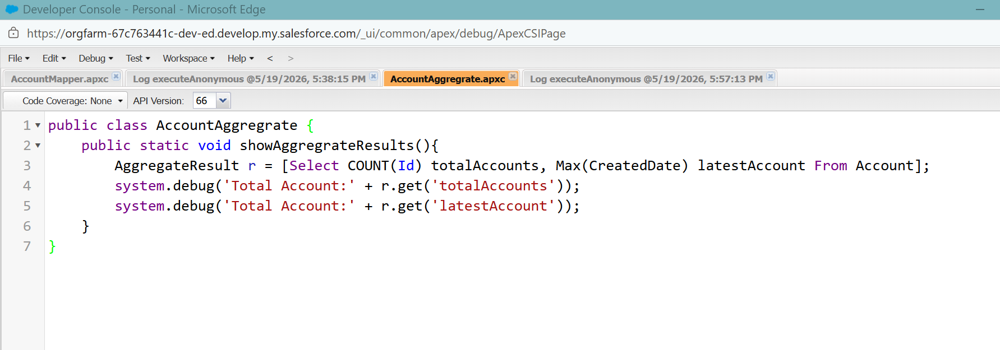 Developer Console - Personal - Microsoft Edge
https://orgfarm-67c763441c-dev-ed.develop.my.salesforce.com/_ui/common/apex/debug/ApexCSIPage
File Edit Debug Test Workspace Help < >
AccountMapper.apxc Log executeAnonymous @5/19/2026, 5:38:15 PM AccountAggregrate.apxc Log executeAnonymous @5/19/2026, 5:57:13 PM
Code Coverage: None API Version: 66
1 public class AccountAggregrate {
2 public static void showAggregrateResults(){
3 AggregateResult r = [Select COUNT(Id) totalAccounts, Max(CreatedDate) latestAccount From Account];
4 system.debug('Total Account:' + r.get('totalAccounts'));
5 system.debug('Total Account:' + r.get('latestAccount'));
6 }
7 }